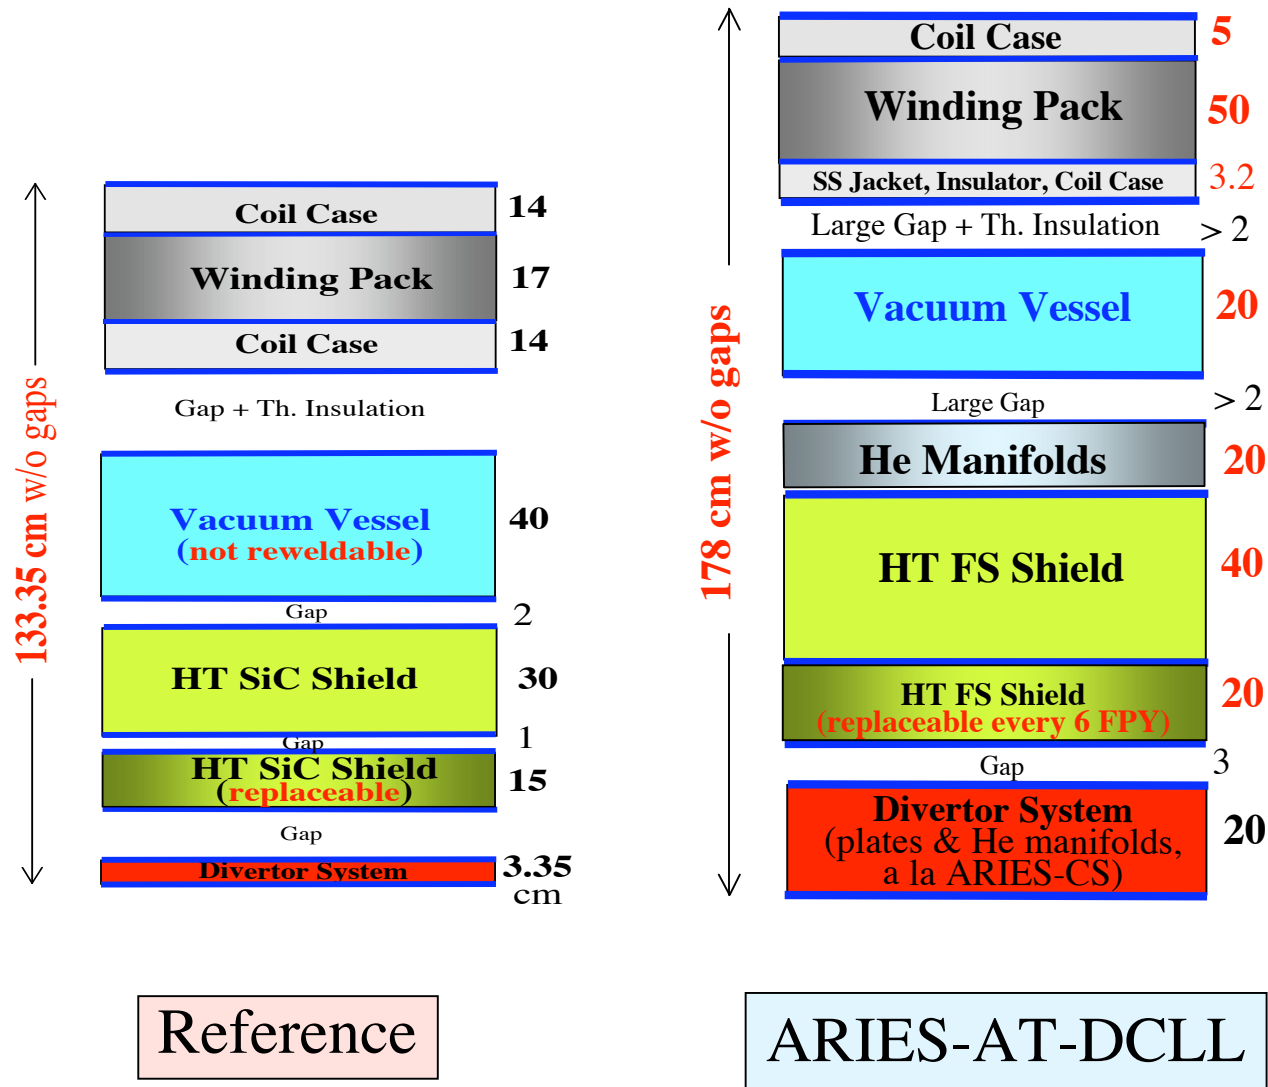 133.35 cm w/o gaps
Coil Case 14
Winding Pack 17
Coil Case 14
Gap + Th. Insulation
Vacuum Vessel 40
(not reweldable)
Gap 2
HT SiC Shield 30
Gap 1
HT SiC Shield
(replaceable) 15
Gap
Divertor System 3.35
cm
Reference
178 cm w/o gaps
Coil Case 5
Winding Pack 50
SS Jacket, Insulator, Coil Case 3.2
Large Gap + Th. Insulation > 2
Vacuum Vessel 20
Large Gap > 2
He Manifolds 20
HT FS Shield 40
HT FS Shield 20
(replaceable every 6 FPY)
Gap 3
Divertor System 20
(plates & He manifolds,
a la ARIES-CS)
ARIES-AT-DCLL